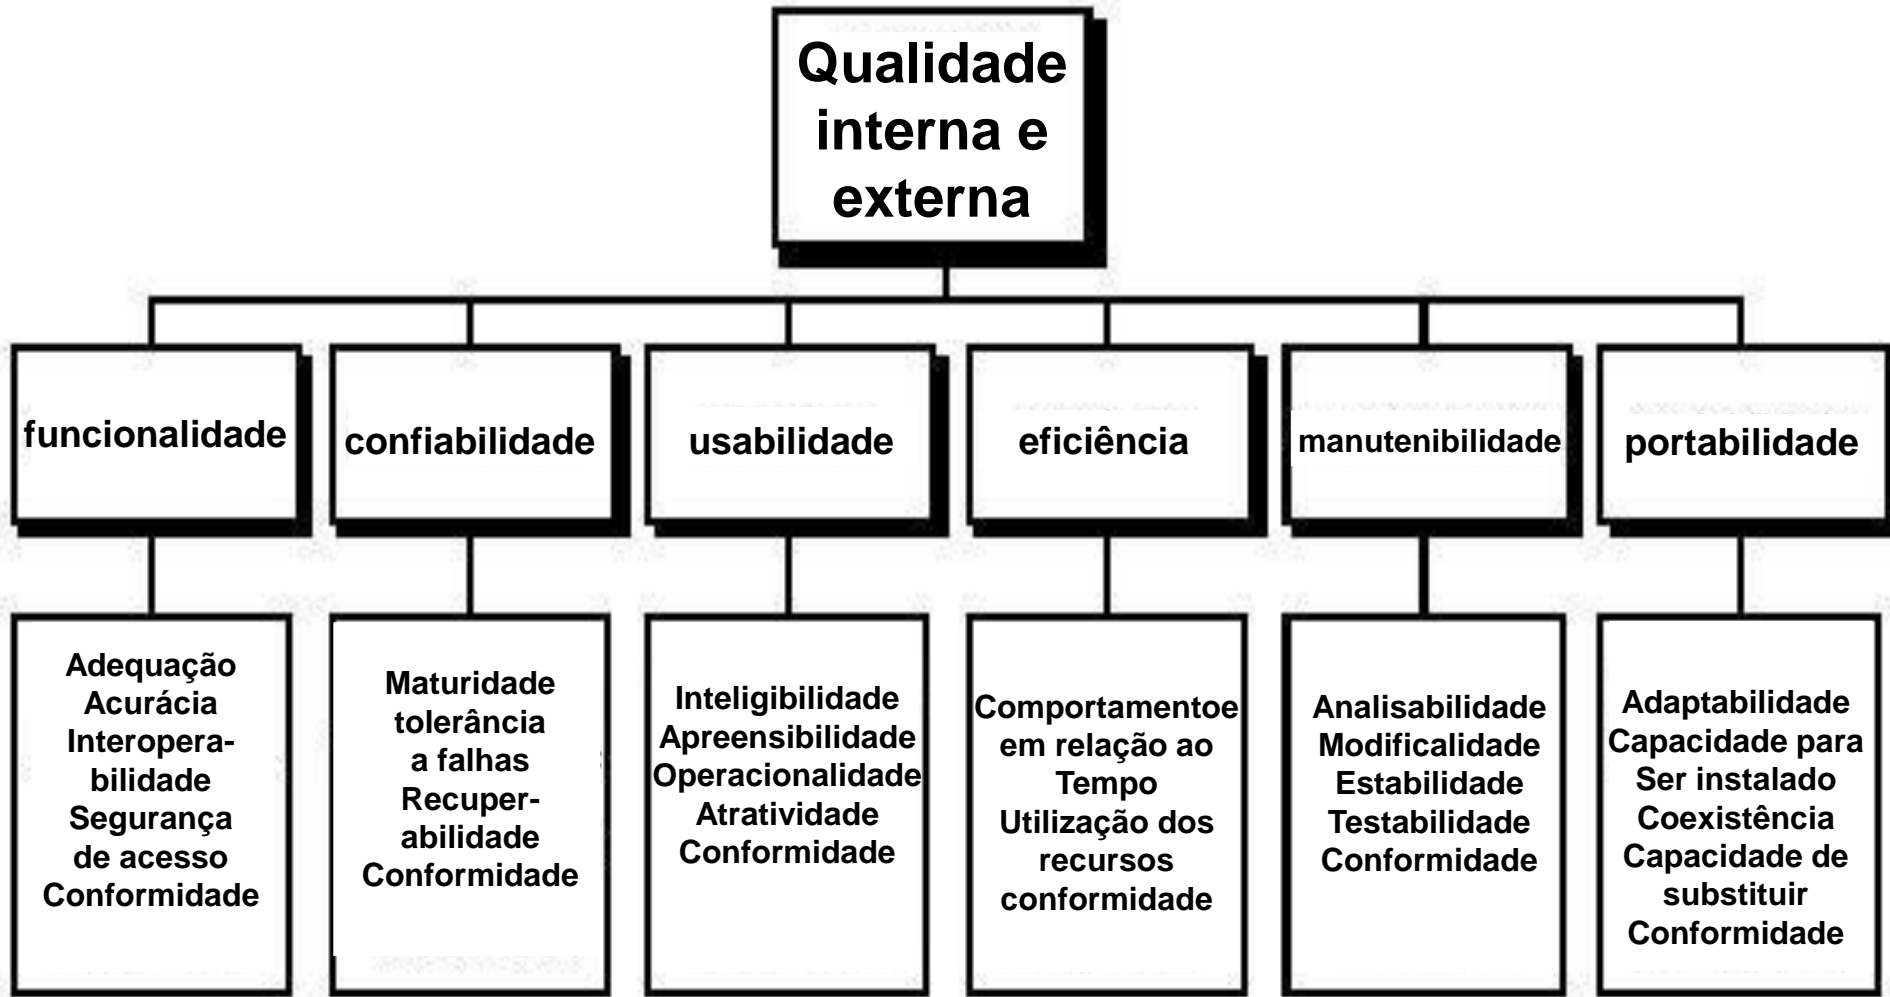 Qualidade
interna e
externa
funcionalidade
confiabilidade
usabilidade
eficiência
manutenibilidade
portabilidade
Adequação
Acurácia
Interopera-
bilidade
Segurança
de acesso
Conformidade
Maturidade
tolerância
a falhas
Recuper-
abilidade
Conformidade
Inteligibilidade
Apreensibilidade
Operacionalidade
Atratividade
Conformidade
Comportamentoe
em relação ao
Tempo
Utilização dos
recursos
conformidade
Analisabilidade
Modificalidade
Estabilidade
Testabilidade
Conformidade
Adaptabilidade
Capacidade para
Ser instalado
Coexistência
Capacidade de
substituir
Conformidade